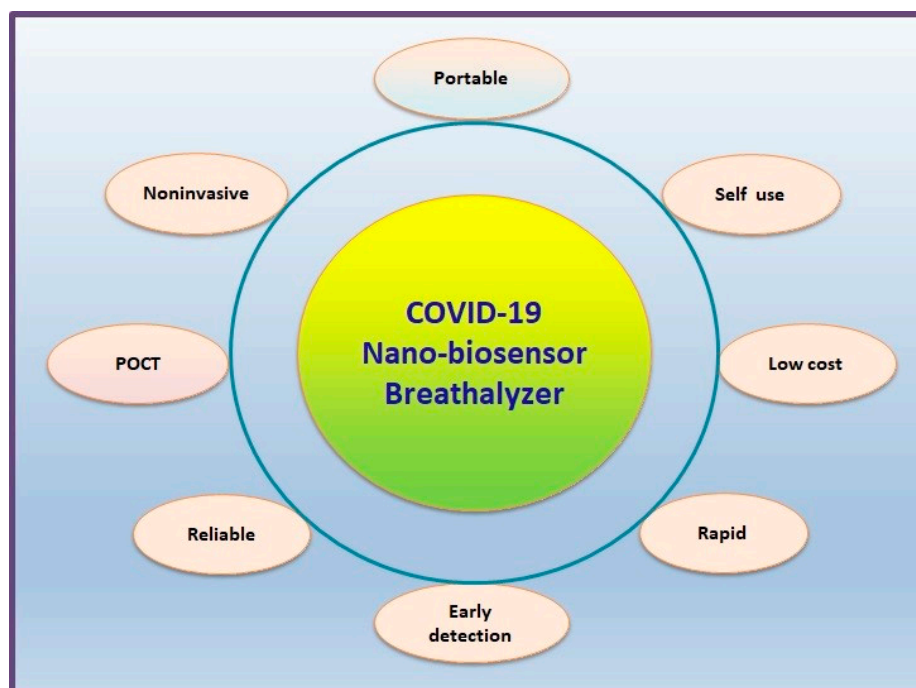 Portable
Noninvasive
Self use
COVID-19
Nano-biosensor
Breathalyzer
POCT
Low cost
Reliable
Rapid
Early
detection